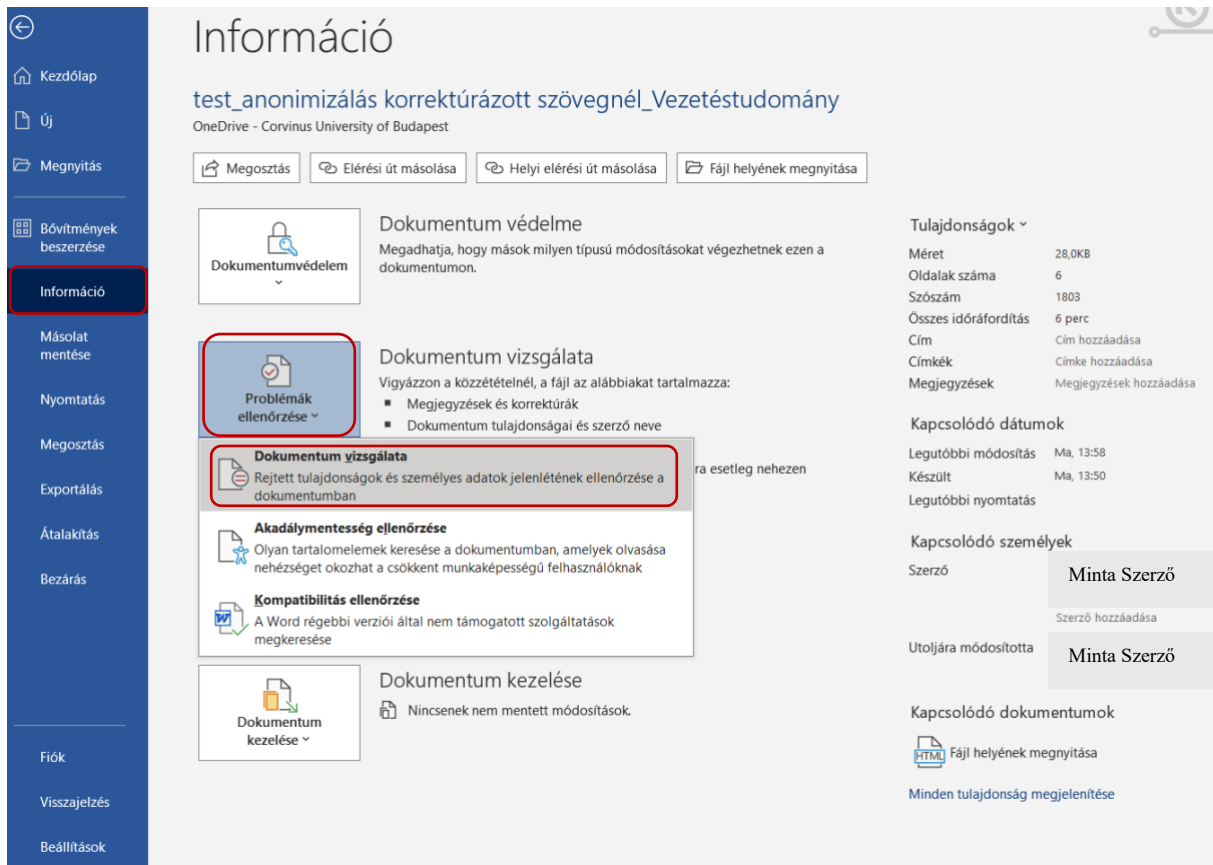 Információ
Kezdőlap
Új
Megnyitás
Bővítmények
beszerzése
Információ
Másolat
mentése
Nyomtatás
Megosztás
Exportálás
Átalakítás
Bezárás
Fiók
Visszajelzés
Beállítások
test_anonimizálás korrektúrázott szövegnél_Vezetéstudomány
OneDrive - Corvinus University of Budapest
Megosztás
Elérési út másolása
Helyi elérési út másolása
Fájl helyének megnyitása
Dokumentumvédelem
Dokumentum védelme
Megadhatja, hogy mások milyen típusú módosításokat végezhetnek ezen a
dokumentumon.
Problémák
ellenőrzése
Dokumentum vizsgálata
Vigyázzon a közzétételnél, a fájl az alábbiakat tartalmazza:
Megjegyzések és korrektúrák
Dokumentum tulajdonságai és szerző neve
ra esetleg nehezen
Dokumentum vizsgálata
Rejtett tulajdonságok és személyes adatok jelenlétének ellenőrzése a
dokumentumban
Akadálymentesség ellenőrzése
Olyan tartalomelemek keresése a dokumentumban, amelyek olvasása
nehézséget okozhat a csökkent munkaképességű felhasználóknak
Kompatibilitás ellenőrzése
A Word régebbi verziói által nem támogatott szolgáltatások
megkeresése
Dokumentum
kezelése
Dokumentum kezelése
Nincsenek nem mentett módosítások.
Tulajdonságok
Méret 28,0KB
Oldalak száma 6
Szószám 1803
Összes időráfordítás 6 perc
Cím Cím hozzáadása
Címkék Címke hozzáadása
Megjegyzések Megjegyzések hozzáadása
Kapcsolódó dátumok
Legutóbbi módosítás Ma, 13:58
Készült Ma, 13:50
Legutóbbi nyomtatás
Kapcsolódó személyek
Szerző Minta Szerző
Szerző hozzáadása
Utoljára módosította Minta Szerző
Kapcsolódó dokumentumok
HTML Fájl helyének megnyitása
Minden tulajdonság megjelenítése